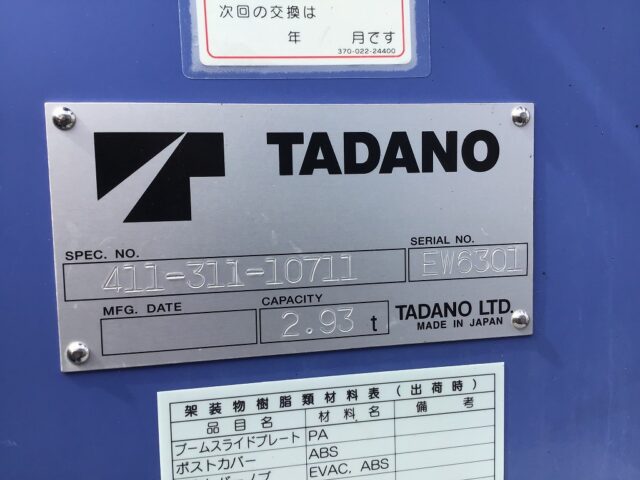 次回の交換は
年 月です
370-022-24400
TADANO
SPEC. NO.
411-311-10711
SERIAL NO.
EW6301
MFG. DATE
CAPACITY
2.93 t
TADANO LTD.
MADE IN JAPAN
架装物樹脂類材料表(出荷時)
品目名 材料名 備考
ブームスライドプレート PA
ポストカバー ABS
EVAC, ABS